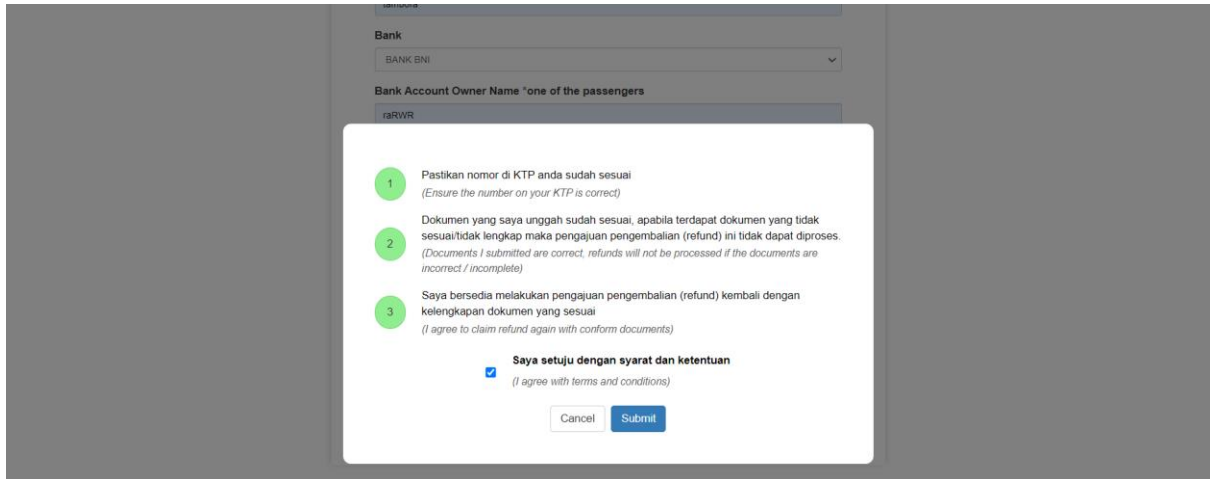 tambora
Bank
BANK BNI
Bank Account Owner Name *one of the passengers
raRWR
1
Pastikan nomor di KTP anda sudah sesuai
(Ensure the number on your KTP is correct)
2
Dokumen yang saya unggah sudah sesuai, apabila terdapat dokumen yang tidak
sesuai/tidak lengkap maka pengajuan pengembalian (refund) ini tidak dapat diproses.
(Documents I submitted are correct, refunds will not be processed if the documents are
incorrect / incomplete)
3
Saya bersedia melakukan pengajuan pengembalian (refund) kembali dengan
kelengkapan dokumen yang sesuai
(I agree to claim refund again with conform documents)
Saya setuju dengan syarat dan ketentuan
(I agree with terms and conditions)
Cancel
Submit